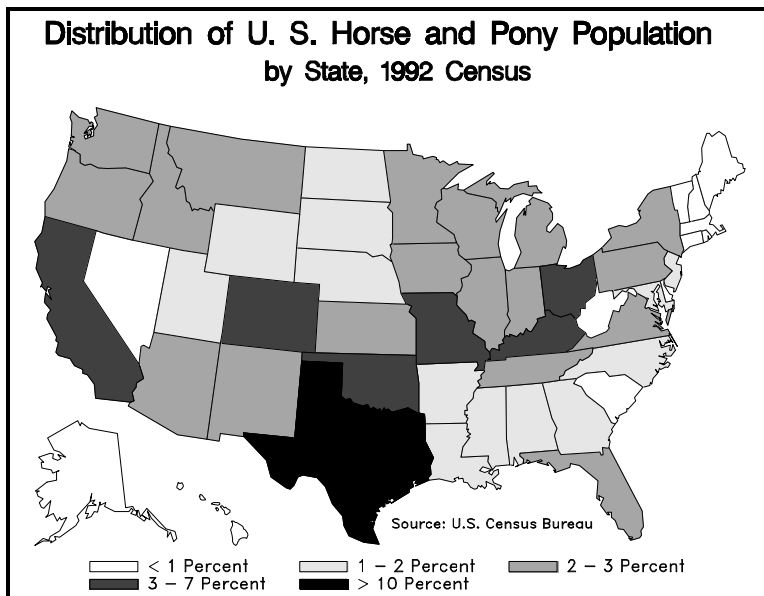 Distribution of U. S. Horse and Pony Population
by State, 1992 Census
Source: U.S. Census Bureau
< 1 Percent
1 – 2 Percent
2 – 3 Percent
3 – 7 Percent
> 10 Percent